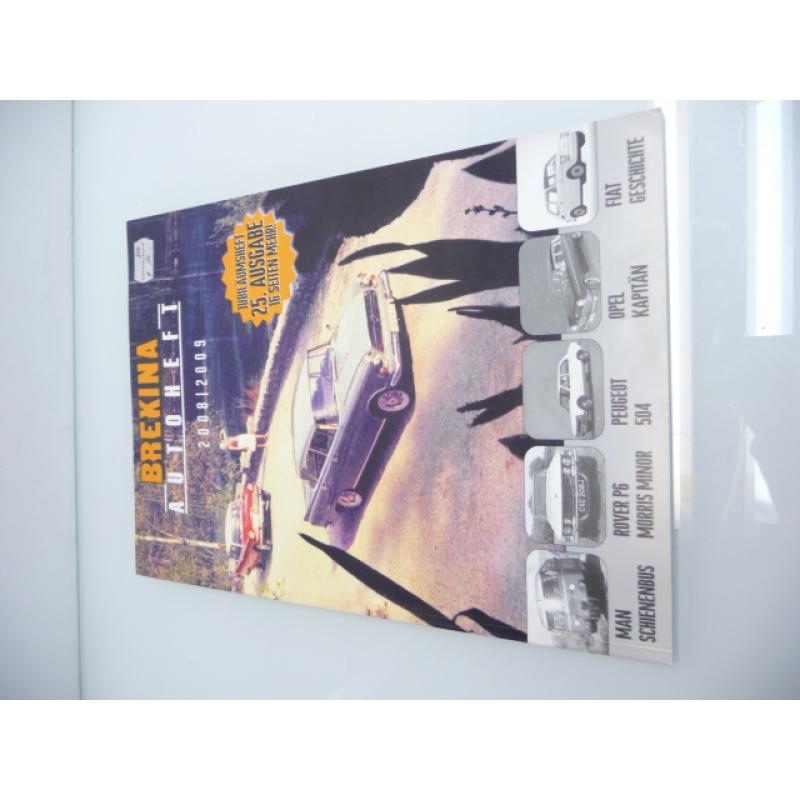 BREKINA
AUTOHEFT
2008|2009
JUBILÄUMSHEFT
25. AUSGABE
16 SEITEN MEHR!
MAN
SCHIENENBUS
ROVER P6
MORRIS MINOR
PEUGEOT
504
OPEL
KAPITÄN
FIAT
GESCHICHTE